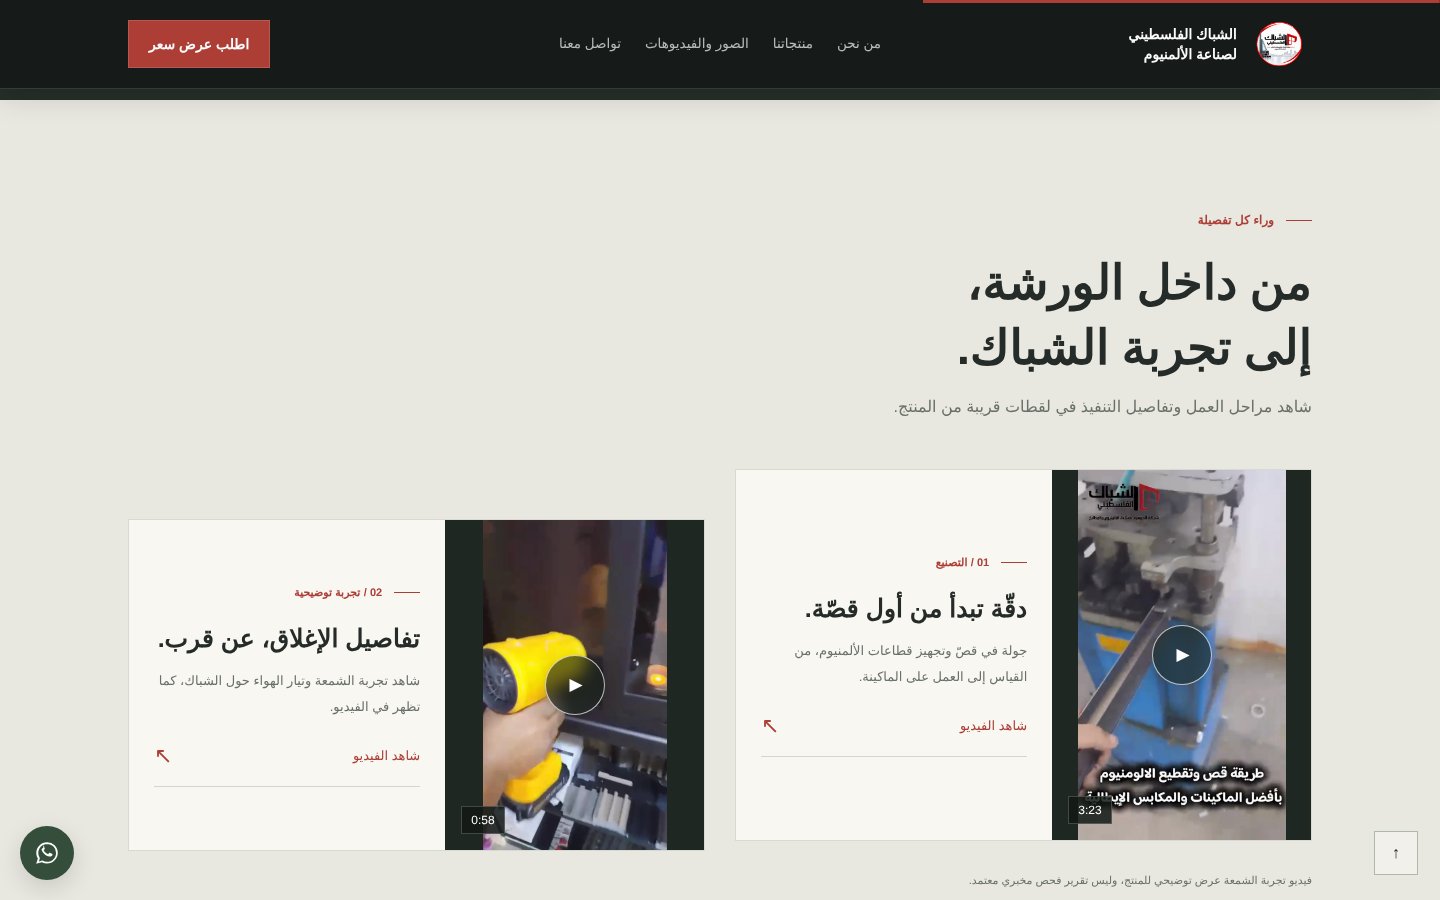 الشباك الفلسطيني
لصناعة الألمنيوم
من نحن
منتجاتنا
الصور والفيديوهات
تواصل معنا
اطلب عرض سعر
وراء كل تفصيلة
من داخل الورشة،
إلى تجربة الشباك.
شاهد مراحل العمل وتفاصيل التنفيذ في لقطات قريبة من المنتج.
الشباك
الفلسطيني
طريقة قص وتقطيع الالومنيوم
بأفضل الماكينات والمكابس الإيطالية
3:23
01 / التصنيع
دقّة تبدأ من أول قصّة.
جولة في قصّ وتجهيز قطاعات الألمنيوم، من
القياس إلى العمل على الماكينة.
شاهد الفيديو
↖
0:58
02 / تجربة توضيحية
تفاصيل الإغلاق، عن قرب.
شاهد تجربة الشمعة وتيار الهواء حول الشباك، كما
تظهر في الفيديو.
شاهد الفيديو
↖
فيديو تجربة الشمعة عرض توضيحي للمنتج، وليس تقرير فحص مخبري معتمد.
↑